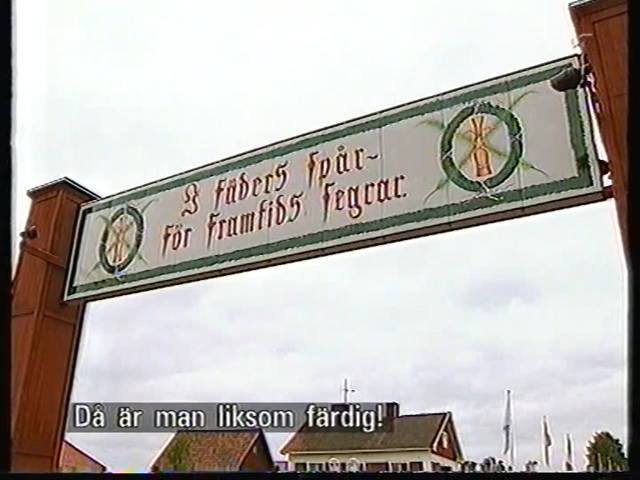 I fäders spår-
för framtids segrar.
Då är man liksom färdig!